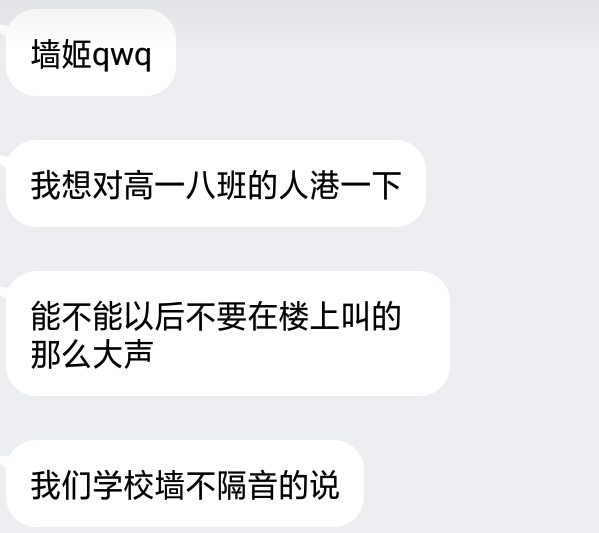 墙姬qwq
我想对高一八班的人港一下
能不能以后不要在楼上叫的
那么大声
我们学校墙不隔音的说